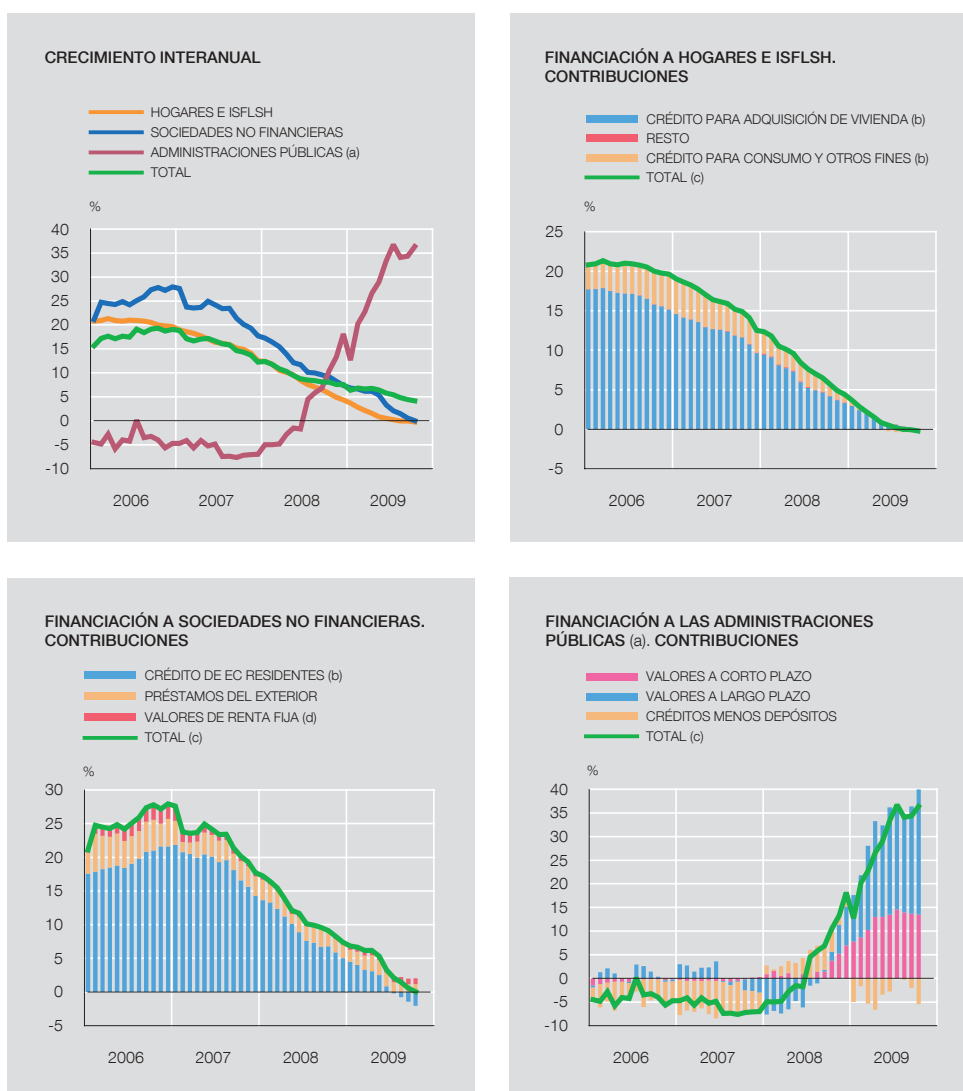 CRECIMIENTO INTERANUAL
HOGARES E ISFLSH
SOCIEDADES NO FINANCIERAS
ADMINISTRACIONES PÚBLICAS (a)
TOTAL
%
40
35
30
25
20
15
10
5
0
-5
-10
2006 2007 2008 2009
FINANCIACIÓN A HOGARES E ISFLSH.
CONTRIBUCIONES
CRÉDITO PARA ADQUISICIÓN DE VIVIENDA (b)
RESTO
CRÉDITO PARA CONSUMO Y OTROS FINES (b)
TOTAL (c)
%
25
20
15
10
5
0
-5
2006 2007 2008 2009
FINANCIACIÓN A SOCIEDADES NO FINANCIERAS.
CONTRIBUCIONES
CRÉDITO DE EC RESIDENTES (b)
PRÉSTAMOS DEL EXTERIOR
VALORES DE RENTA FIJA (d)
TOTAL (c)
%
30
25
20
15
10
5
0
-5
2006 2007 2008 2009
FINANCIACIÓN A LAS ADMINISTRACIONES
PÚBLICAS (a). CONTRIBUCIONES
VALORES A CORTO PLAZO
VALORES A LARGO PLAZO
CRÉDITOS MENOS DEPÓSITOS
TOTAL (c)
%
40
35
30
25
20
15
10
5
0
-5
-10
2006 2007 2008 2009